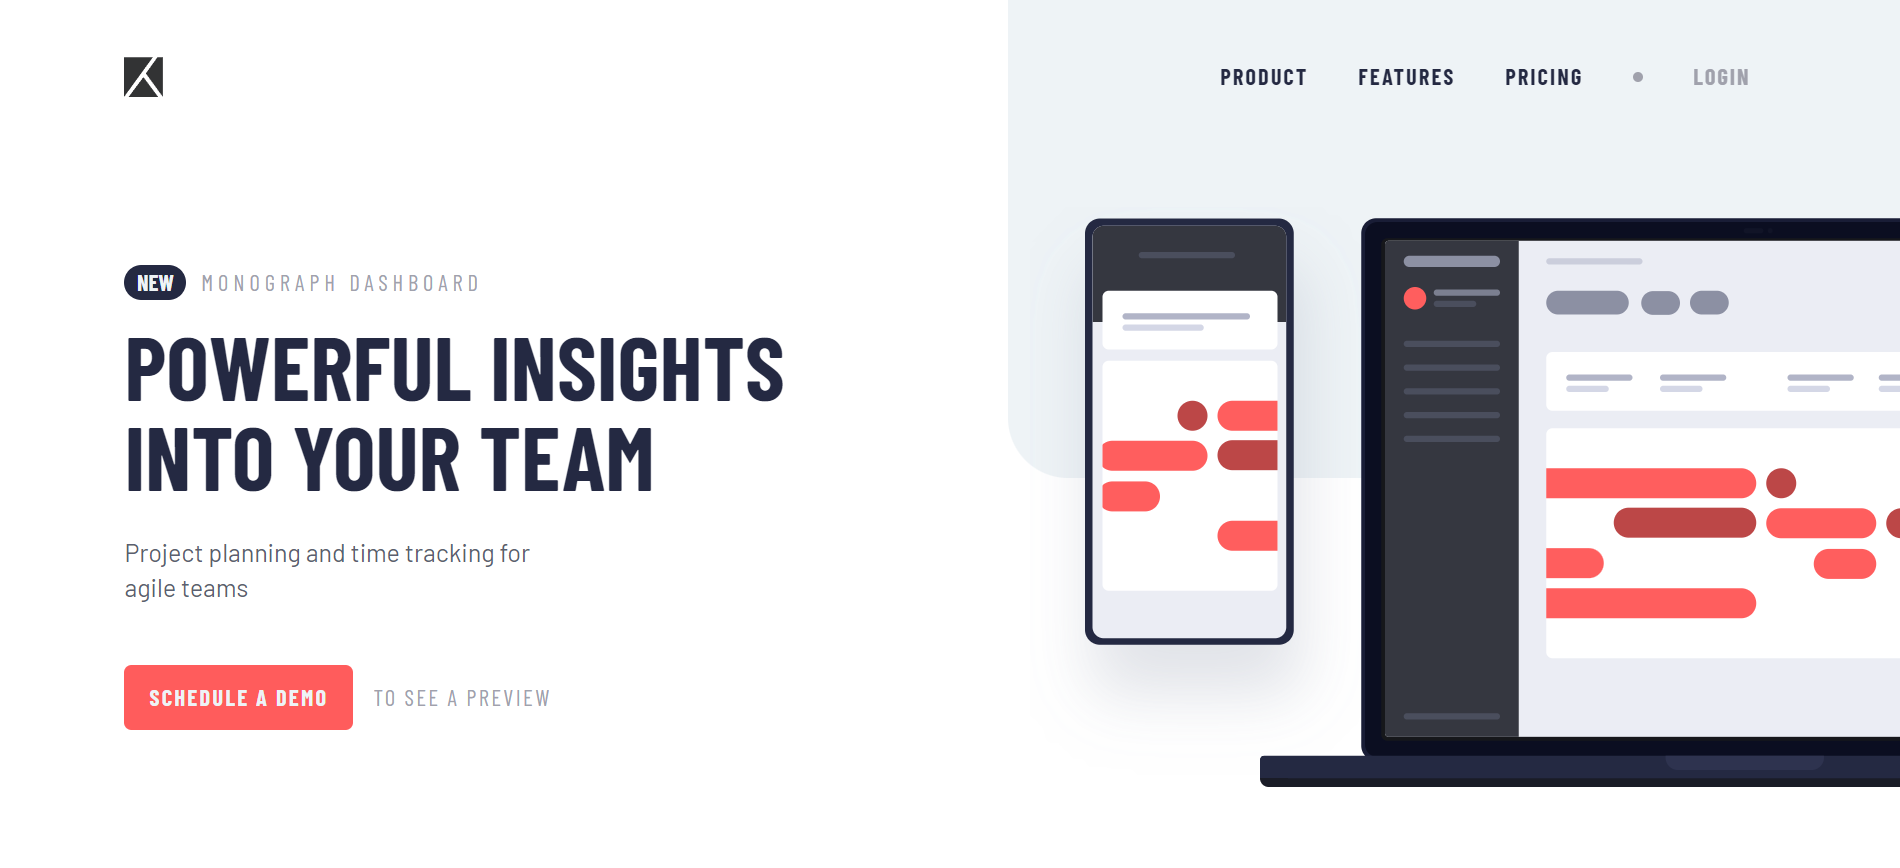 PRODUCT FEATURES PRICING LOGIN
NEW MONOGRAPH DASHBOARD
POWERFUL INSIGHTS
INTO YOUR TEAM
Project planning and time tracking for
agile teams
SCHEDULE A DEMO TO SEE A PREVIEW